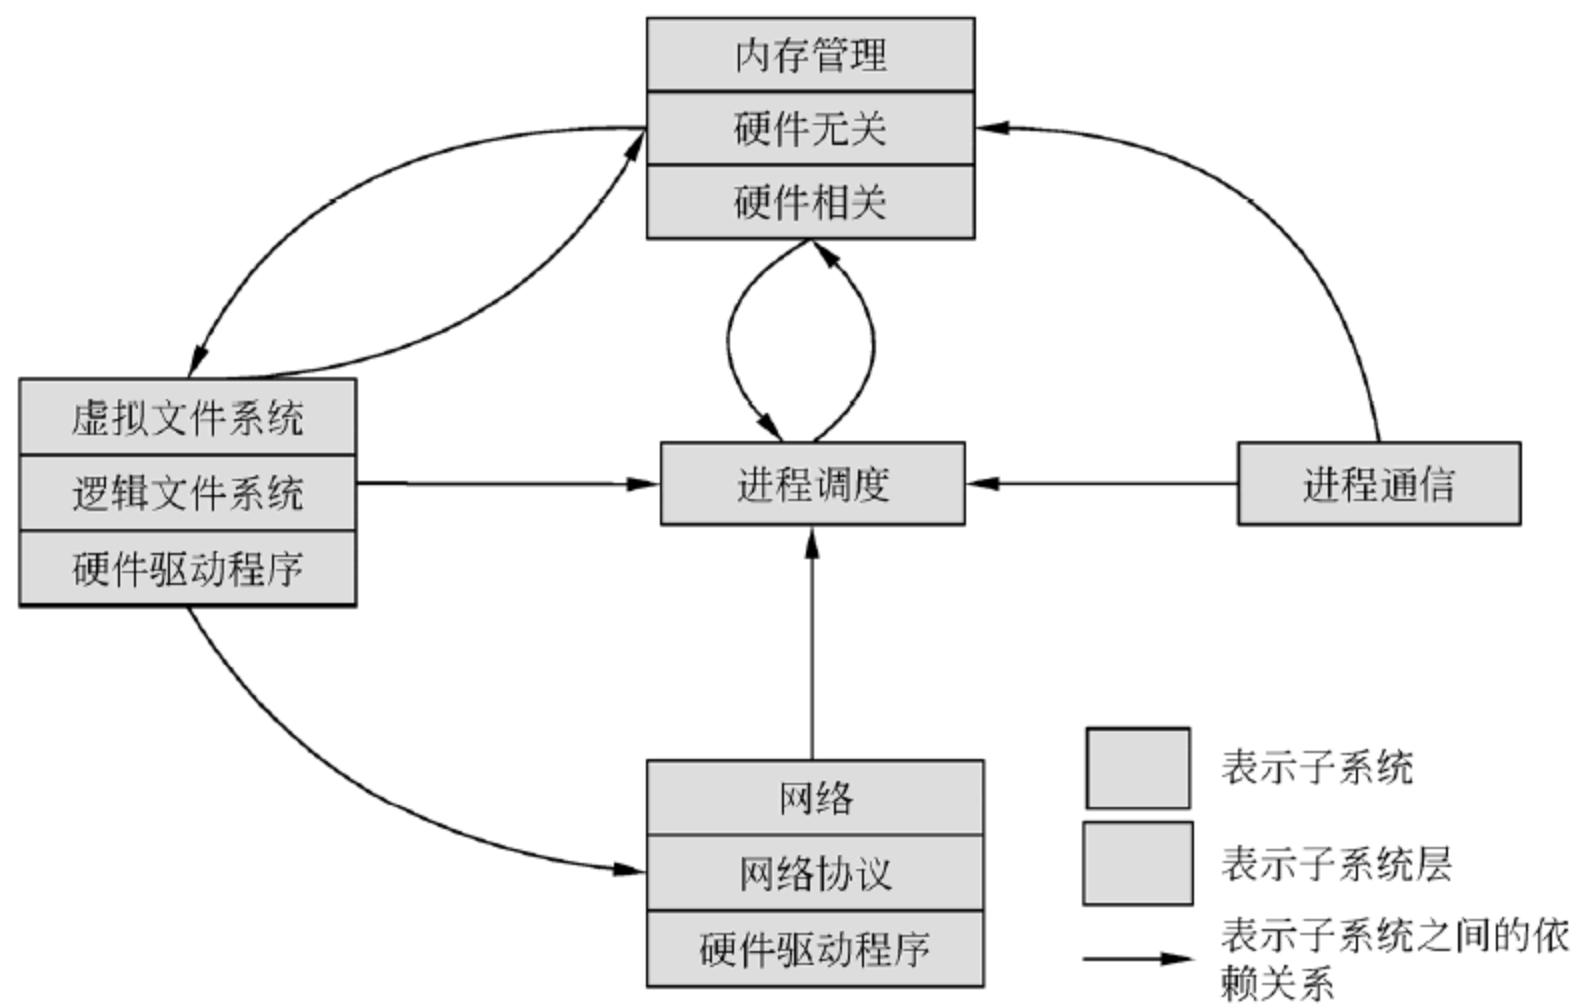 内存管理
硬件无关
硬件相关
虚拟文件系统
逻辑文件系统
硬件驱动程序
进程调度
进程通信
网络
网络协议
硬件驱动程序
表示子系统
表示子系统层
表示子系统之间的依
赖关系